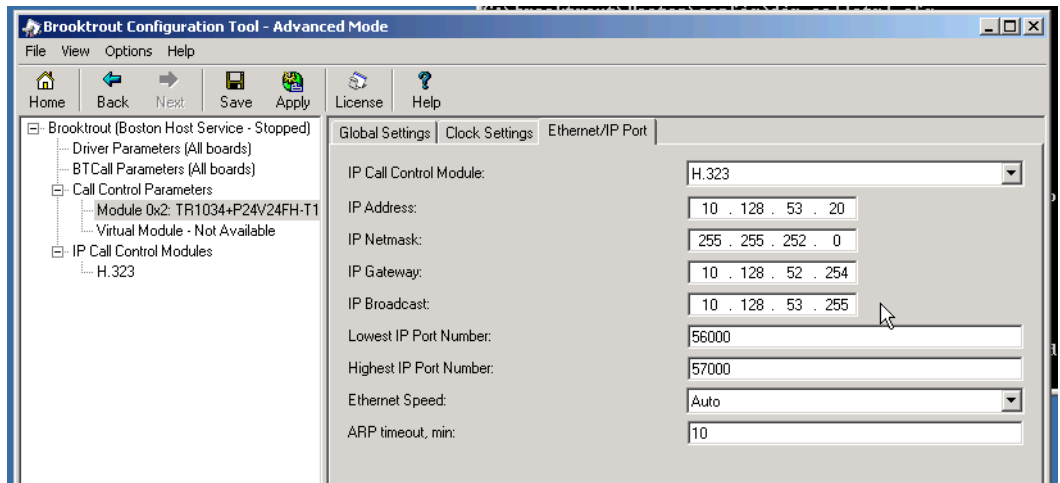 Brooktrout Configuration Tool - Advanced Mode
File View Options Help
Home Back Next Save Apply License Help
Brooktrout (Boston Host Service - Stopped)
Driver Parameters (All boards)
BTCall Parameters (All boards)
Call Control Parameters
Module 0x2: TR1034+P24V24FH-T1
Virtual Module - Not Available
IP Call Control Modules
H.323
Global Settings Clock Settings Ethernet/IP Port
IP Call Control Module: H.323
IP Address: 10 . 128 . 53 . 20
IP Netmask: 255 . 255 . 252 . 0
IP Gateway: 10 . 128 . 52 . 254
IP Broadcast: 10 . 128 . 53 . 255
Lowest IP Port Number: 56000
Highest IP Port Number: 57000
Ethernet Speed: Auto
ARP timeout, min: 10